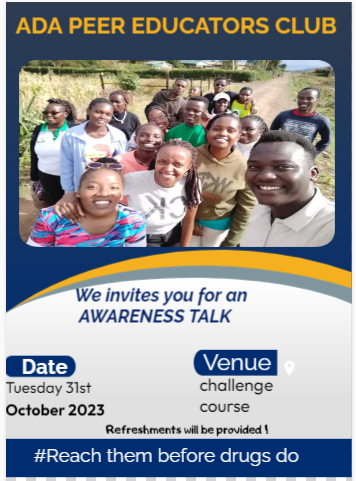 ADA PEER EDUCATORS CLUB
We invites you for an
AWARENESS TALK
Date
Tuesday 31st
October 2023
Venue
challenge
course
Refreshments will be provided !
#Reach them before drugs do